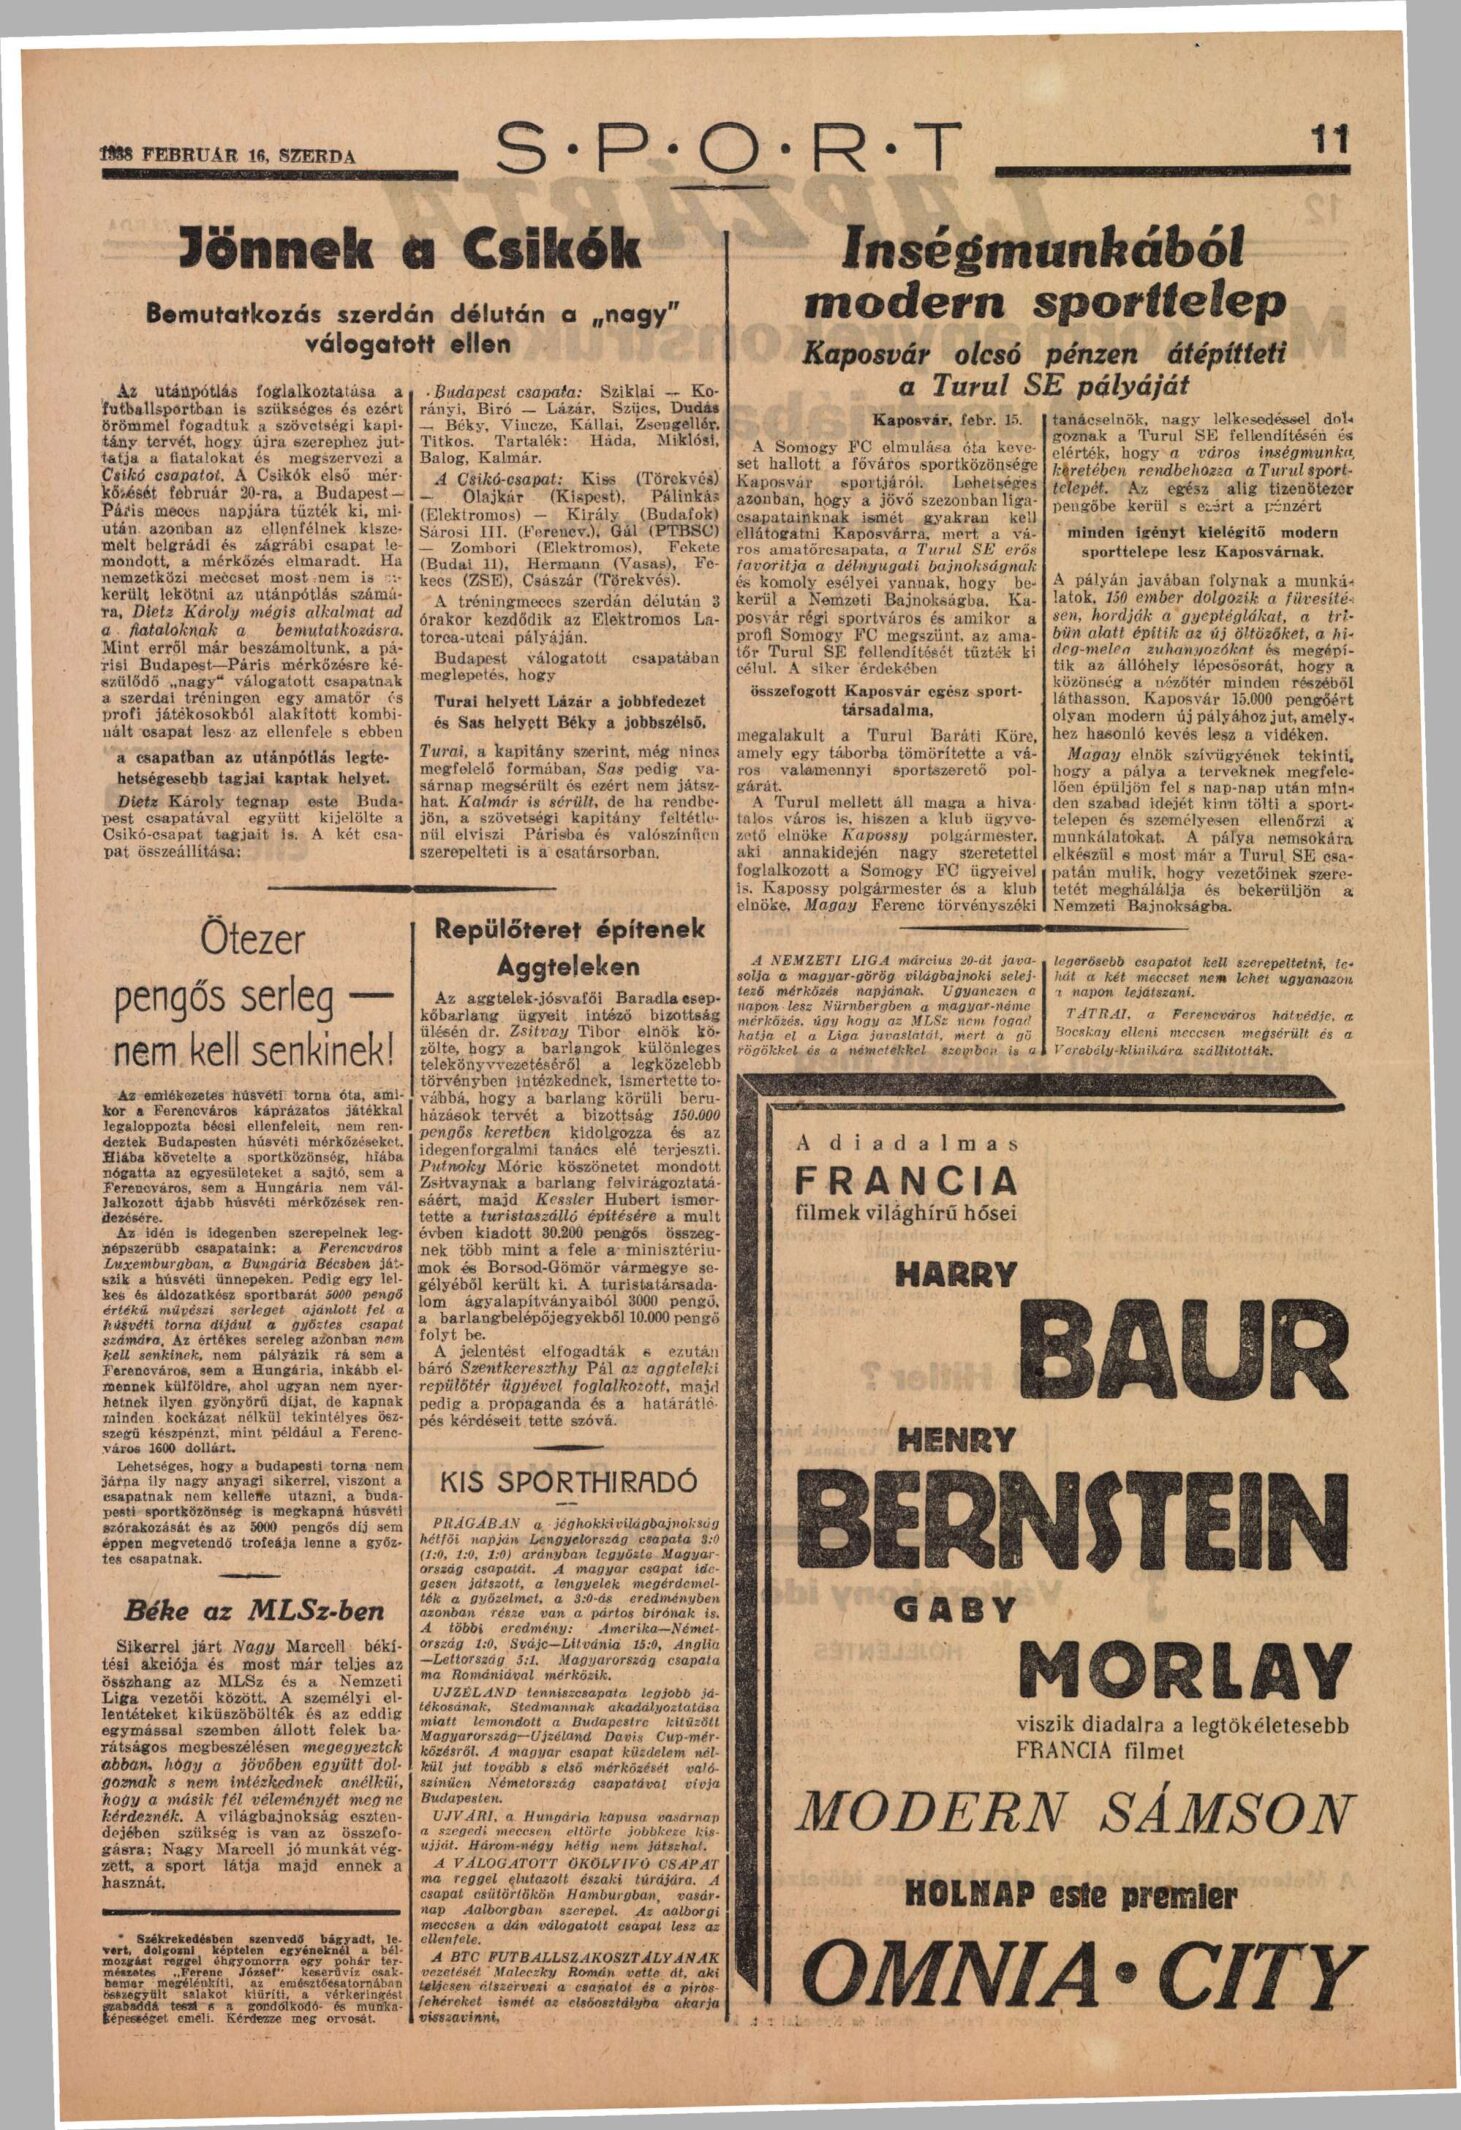 1938 FEBRUÁR 16, SZERDA
S·P·O·R·T
11
Jönnek a Csikók
Bemutatkozás szerdán délután a „nagy"
válogatott ellen
Az utánpótlás foglalkoztatása a
futballsportban is szükséges és ezért
örömmel fogadtuk a szövetségi kapi-
tány tervét, hogy újra szerephez jut-
tatja a fiatalokat és megszervezi a
Csikó csapatot. A Csikók első mér-
kőzését február 20-ra, a Budapest—
Páris meccs napjára tűzték ki, mi-
után azonban az ellenfélnek kisze-
melt belgrádi és zágrábi csapat le-
mondott, a mérkőzés elmaradt. Ha
nemzetközi meccset most nem is
került lekötni az utánpótlás számá-
ra, Dietz Károly mégis alkalmat ad
a fiataloknak a bemutatkozásra.
Mint erről már beszámoltunk, a pá-
risi Budapest—Páris mérkőzésre ké-
szülődő „nagy" válogatott csapatnak
a szerdai tréningen egy amatőr és
profi játékosokból alakított kombi-
nált csapat lesz az ellenfele s ebben
a csapatban az utánpótlás legte-
hetségesebb tagjai kaptak helyet.
Dietz Károly tegnap este Buda-
pest csapatával együtt kijelölte a
Csikó-csapat tagjait is. A két csa-
pat összeállítása:
Budapest csapata: Sziklai — Ko-
rányi, Biró — Lázár, Szücs, Dudás
— Béky, Vincze, Kállai, Zsengellér,
Titkos. Tartalék: Háda, Miklósi,
Balog, Kalmár.
A Csikó-csapat: Kiss (Törekvés)
— Olajkár (Kispest), Pálinkás
(Elektromos) — Király (Budafok)
Sárosi III. (Ferencv.), Gál (PTBSC)
— Zombori (Elektromos), Fekete
(Budai 11), Hermann (Vasas), Fe-
kecs (ZSE), Császár (Törekvés).
A tréningmeccs szerdán délután 3
órakor kezdődik az Elektromos La-
torca-utcai pályáján.
Budapest válogatott csapatában
meglepetés, hogy
Turai helyett Lázár a jobbfedezet
és Sas helyett Béky a jobbszélső.
Turai, a kapitány szerint, még nincs
megfelelő formában, Sas pedig va-
sárnap megsérült és ezért nem játsz-
hat. Kalmár is sérült, de ha rendbe-
jön, a szövetségi kapitány feltétle-
nül elviszi Párisba és valószínűen
szerepelteti is a csatársorban.
Inségmunkából
modern sporttelep
Kaposvár olcsó pénzen átépítteti
a Turul SE pályáját
Kaposvár, febr. 15.
A Somogy FC elmulása óta keve-
set hallott a főváros sportközönsége
Kaposvár sportjáról. Lehetséges
azonban, hogy a jövő szezonban liga-
csapatainknak ismét gyakran kell
ellátogatni Kaposvárra, mert a vá-
ros amatőrcsapata, a Turul SE erős
favoritja a délnyugati bajnokságnak
és komoly esélyei vannak, hogy be-
kerül a Nemzeti Bajnokságba. Ka-
posvár régi sportváros és amikor a
profi Somogy FC megszünt, az ama-
tőr Turul SE fellendítését tűzték ki
célul. A siker érdekében
összefogott Kaposvár egész sport-
társadalma,
megalakult a Turul Baráti Köre,
amely egy táborba tömörítette a vá-
ros valamennyi sportszerető pol-
gárát.
A Turul mellett áll maga a hiva-
talos város is, hiszen a klub ügyve-
zető elnöke Kapossy polgármester,
aki annakidején nagy szeretettel
foglalkozott a Somogy FC ügyeivel
is. Kapossy polgármester és a klub
elnöke, Magay Ferenc törvényszéki
tanácselnök, nagy lelkesedéssel dol-
goznak a Turul SE fellendítésén és
elérték, hogy a város inségmunka
keretében rendbehozza a Turul sport-
telepét. Az egész alig tizenötezer
pengőbe kerül s ezért a pénzért
minden igényt kielégítő modern
sporttelepe lesz Kaposvárnak.
A pályán javában folynak a munká-
latok, 150 ember dolgozik a füvesíté-
sen, hordják a gyeptéglákat, a tri-
bün alatt építik az új öltözőket, a hi-
deg-meleg zuhanyozókat és megépí-
tik az állóhely lépcsősorát, hogy a
közönség a nézőtér minden részéből
láthasson. Kaposvár 15.000 pengőért
olyan modern új pályához jut, amely-
hez hasonló kevés lesz a vidéken.
Magay elnök szívügyének tekinti,
hogy a pálya a terveknek megfele-
lően épüljön fel s nap-nap után min-
den szabad idejét kinn tölti a sport-
telepen és személyesen ellenőrzi a
munkálatokat. A pálya nemsokára
elkészül s most már a Turul SE csa-
patán mulik, hogy vezetőinek szere-
tetét meghálálja és bekerüljön a
Nemzeti Bajnokságba.
A NEMZETI LIGA március 20-át java-
solja a magyar-görög világbajnoki selej-
tező mérkőzés napjának. Ugyanezen a
napon lesz Nürnbergben a magyar-néme
mérkőzés, úgy hogy az MLSz nem fogad
hatja el a Liga javaslatát, mert a gö
rögökkel és a németekkel szemben is a
legerősebb csapatot kell szerepeltetni, te-
hát a két meccset nem lehet ugyanazon
a napon lejátszani.
TÁTRAI, a Ferencváros hátvédje, a
Bocskay elleni meccsen megsérült és a
Verebély-klinikára szállították.
Ötezer
pengős serleg —
nem kell senkinek!
Az emlékezetes húsvéti torna óta, ami-
kor a Ferencváros káprázatos játékkal
legaloppozta bécsi ellenfeleit, nem ren-
deztek Budapesten húsvéti mérkőzéseket.
Hiába követelte a sportközönség, hiába
nógatta az egyesületeket a sajtó, sem a
Ferencváros, sem a Hungária nem vál-
lalkozott újabb húsvéti mérkőzések ren-
dezésére.
Az idén is idegenben szerepelnek leg-
népszerübb csapataink: a Ferencváros
Luxemburgban, a Hungária Bécsben ját-
szik a húsvéti ünnepeken. Pedig egy lel-
kes és áldozatkész sportbarát 5000 pengő
értékű művészi serleget ajánlott fel a
húsvéti torna díjául a győztes csapat
számára. Az értékes sereleg azonban nem
kell senkinek, nem pályázik rá sem a
Ferencváros, sem a Hungária, inkább el-
mennek külföldre, ahol ugyan nem nyer-
hetnek ilyen gyönyörű díjat, de kapnak
minden kockázat nélkül tekintélyes ösz-
szegű készpénzt, mint például a Ferenc-
város 1600 dollárt.
Lehetséges, hogy a budapesti torna nem
járna ily nagy anyagi sikerrel, viszont a
csapatnak nem kellene utazni, a buda-
pesti sportközönség is megkapná húsvéti
szórakozását és az 5000 pengős díj sem
éppen megvetendő trofeája lenne a győz-
tes csapatnak.
Béke az MLSz-ben
Sikerrel járt Nagy Marcell béki-
tési akciója és most már teljes az
összhang az MLSz és a Nemzeti
Liga vezetői között. A személyi el-
lentéteket kiküszöbölték és az eddig
egymással szemben állott felek ba-
rátságos megbeszélésen megegyeztek
abban, hogy a jövőben együtt dol-
goznak s nem intézkednek anélkül,
hogy a másik fél véleményét meg ne
kérdeznék. A világbajnokság eszten-
dejében szükség is van az összefo-
gásra; Nagy Marcell jó munkát vég-
zett, a sport látja majd ennek a
hasznát.
* Székrekedésben szenvedő bágyadt, le-
vert, dolgozni képtelen egyéneknél a bél-
mozgást reggel éhgyomorra egy pohár ter-
mészetes „Ferenc József" keserűvíz csak-
hamar megélénkíti, az emésztőcsatornában
összegyült salakot kiüríti, a vérkeringést
szabaddá teszi s a gondolkodó- és munka-
képességet emeli. Kérdezze meg orvosát.
Repülőteret építenek
Aggteleken
Az aggtelek-jósvafői Baradla csep-
kőbarlang ügyeit intéző bizottság
ülésén dr. Zsitvay Tibor elnök kö-
zölte, hogy a barlangok különleges
telekönyvvezetéséről a legközelebb
törvényben intézkednek, ismertette to-
vábbá, hogy a barlang körüli beru-
házások tervét a bizottság 150.000
pengős keretben kidolgozza és az
idegenforgalmi tanács elé terjeszti.
Putnoky Móric köszönetet mondott
Zsitvaynak a barlang felvirágoztatá-
sáért, majd Kessler Hubert ismer-
tette a turistaszálló építésére a mult
évben kiadott 30.200 pengős összeg-
nek több mint a fele a minisztériu-
mok és Borsod-Gömör vármegye se-
gélyéből került ki. A turistatársada-
lom ágyalapítványaiból 3000 pengő,
a barlangbelépőjegyekből 10.000 pengő
folyt be.
A jelentést elfogadták s ezután
báró Szentkereszthy Pál az aggteleki
repülőtér ügyével foglalkozott, majd
pedig a propaganda és a határátlé-
pés kérdéseit tette szóvá.
KIS SPORTHIRADÓ
PRÁGÁBAN a jéghokkivilágbajnokság
hétfői napján Lengyelország csapata 3:0
(1:0, 1:0, 1:0) arányban legyőzte Magyar-
ország csapatát. A magyar csapat ide-
gesen játszott, a lengyelek megérdemel-
ték a győzelmet, a 3:0-ás eredményben
azonban része van a pártos birónak is.
A többi eredmény: Amerika—Német-
ország 1:0, Svájc—Litvánia 15:0, Anglia
—Lettország 5:1. Magyarország csapata
ma Romániával mérkőzik.
UJZÉLAND tenniszcsapata legjobb já-
tékosának, Stedmannak akadályoztatása
miatt lemondott a Budapestre kitűzött
Magyarország—Ujzéland Davis Cup-mér-
kőzésről. A magyar csapat küzdelem nél-
kül jut tovább s első mérkőzését való-
szinűen Németország csapatával vívja
Budapesten.
UJVÁRI, a Hungária kapusa vasárnap
a szegedi meccsen eltörte jobbkeze kis-
ujját. Három-négy hétig nem játszhat.
A VÁLOGATOTT ÖKÖLVIVÓ CSAPAT
ma reggel elutazott északi túrájára. A
csapat csütörtökön Hamburgban, vasár-
nap Aalborgban szerepel. Az aalborgi
meccsen a dán válogatott csapat lesz az
ellenfele.
A BTC FUTBALLSZAKOSZTÁLYÁNAK
vezetését Maleczky Román vette át, aki
teljesen átszervezi a csapatot és a piros-
fehéreket ismét az elsőosztályba akarja
visszavinni.
A diadalmas
FRANCIA
filmek világhírű hősei
HARRY
BAUR
HENRY
BERNSTEIN
GABY
MORLAY
viszik diadalra a legtökéletesebb
FRANCIA filmet
MODERN SÁMSON
HOLNAP este premier
OMNIA·CITY